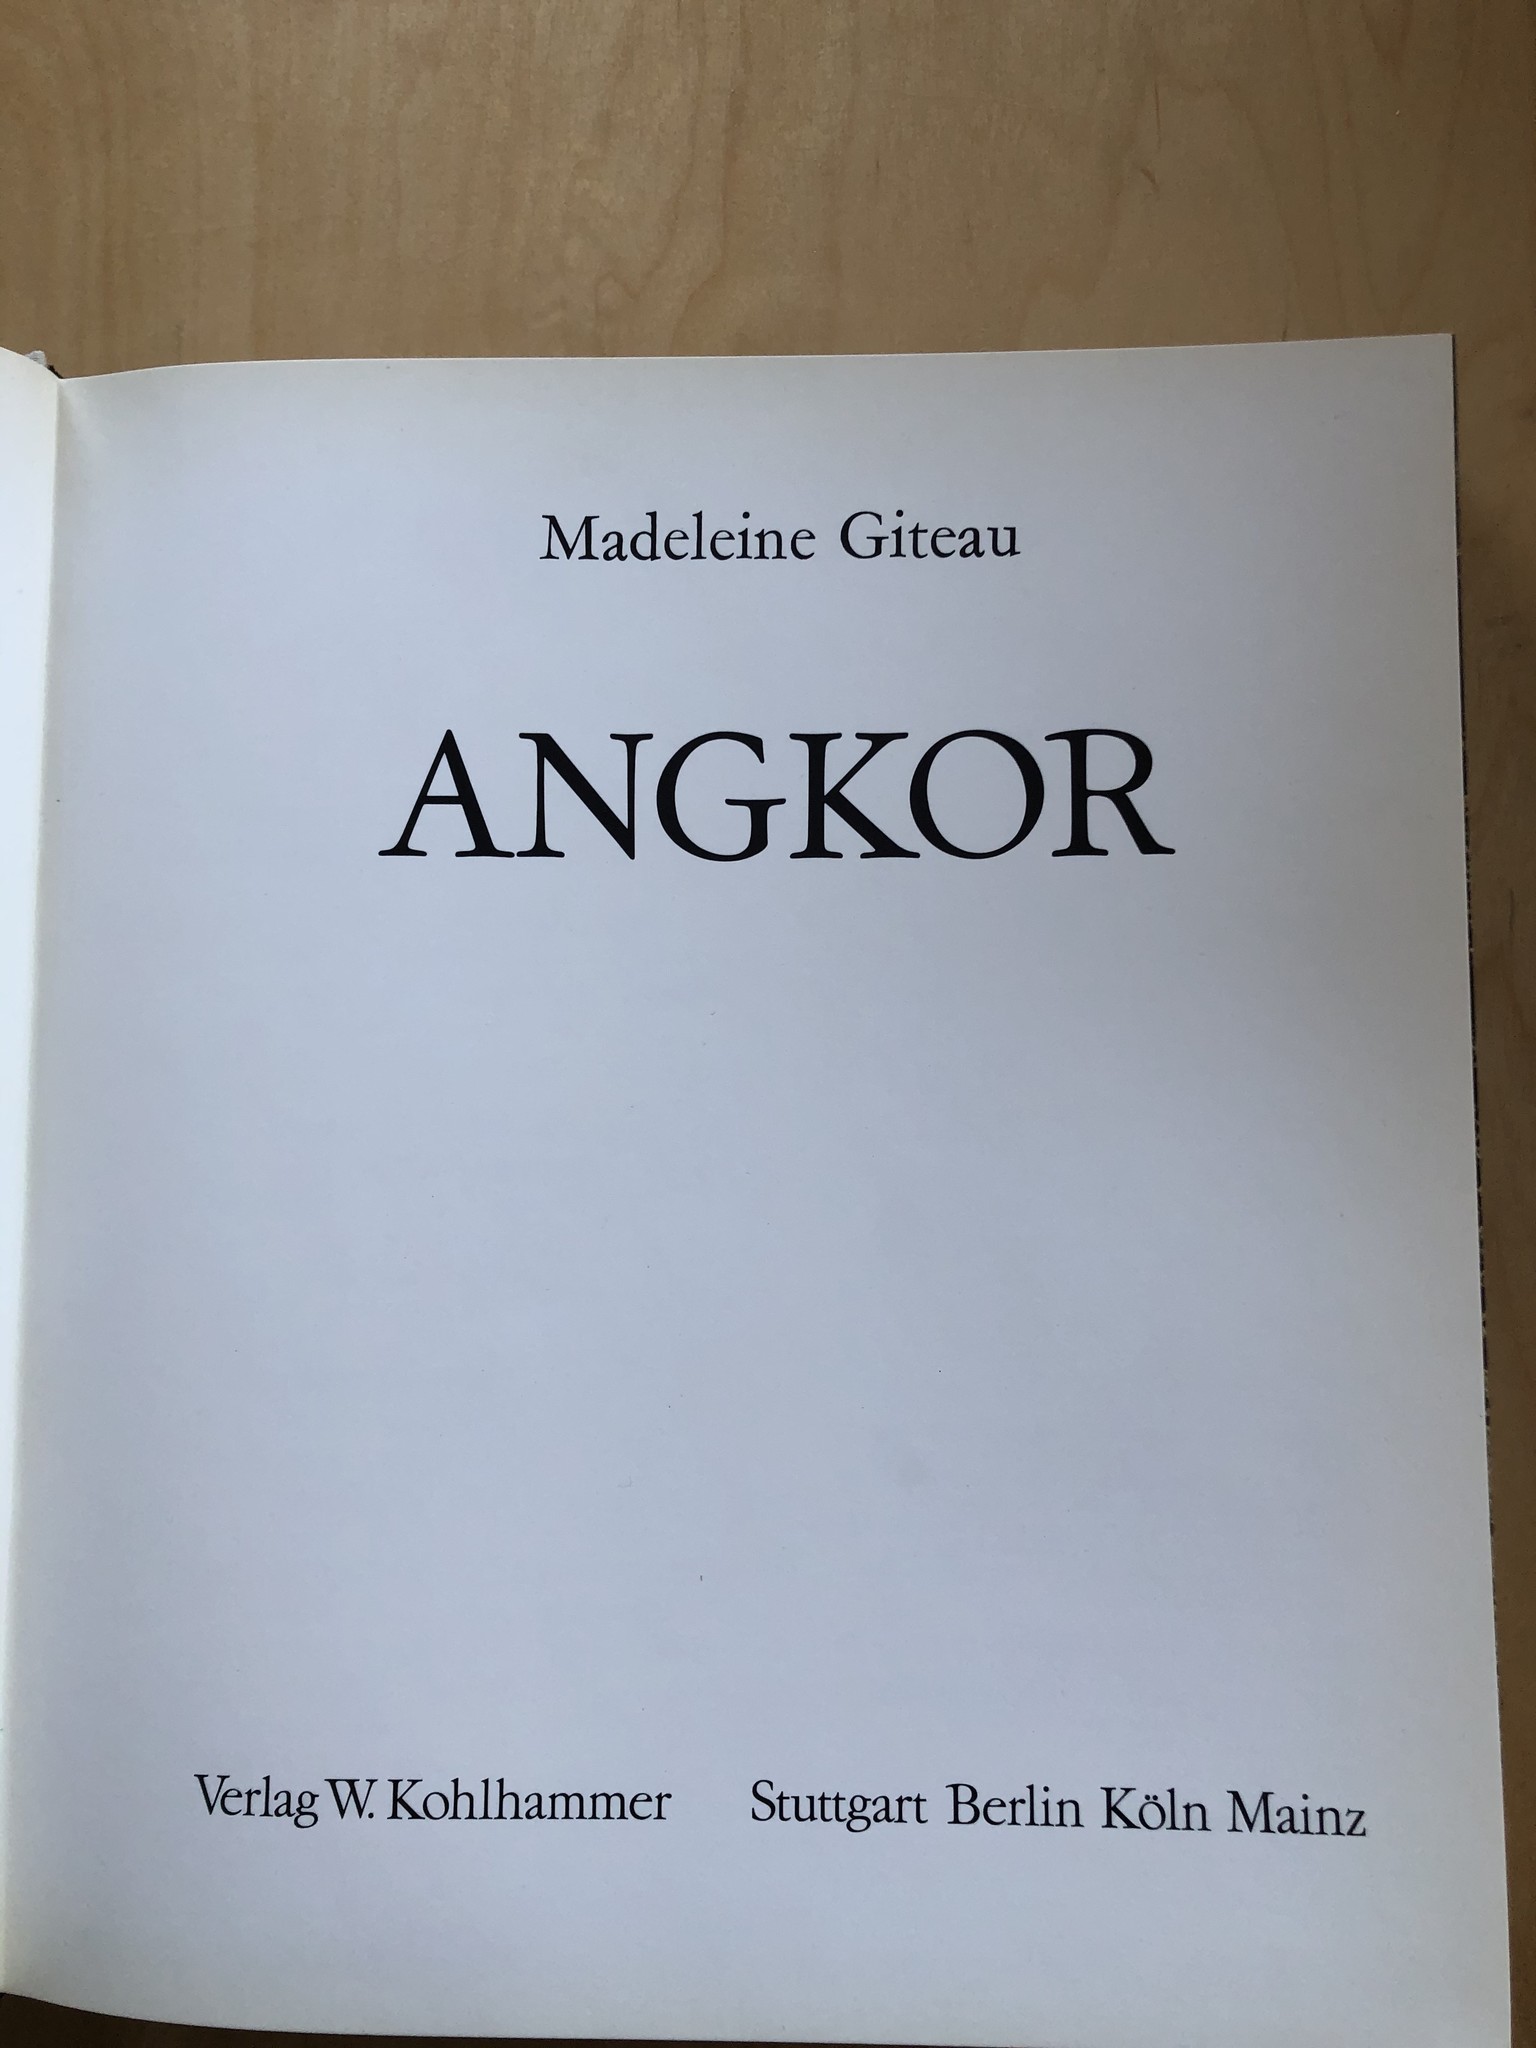 Madeleine Giteau
ANGKOR
Verlag W. Kohlhammer Stuttgart Berlin Köln Mainz